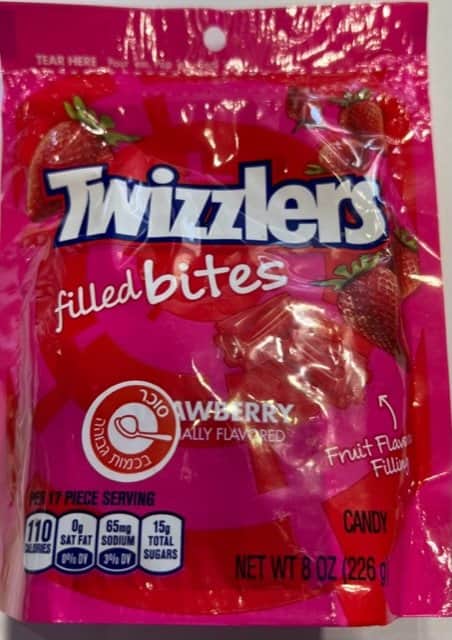 TEAR HERE
Twizzlers
filled bites
סוכר
בכמות גבוהה
AWBERRY
ALLY FLAVORED
Fruit Flavo
Filling
PER 17 PIECE SERVING
110 CALORIES
0g SAT FAT 0% DV
65mg SODIUM 3% DV
15g TOTAL SUGARS
CANDY
NET WT 8 OZ (226 g